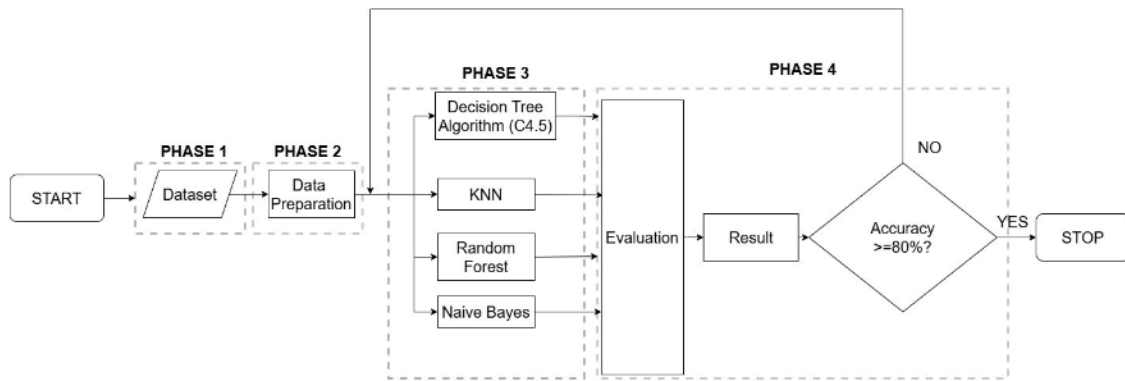 PHASE 1
PHASE 2
PHASE 3
PHASE 4
START
Dataset
Data
Preparation
Decision Tree
Algorithm (C4.5)
KNN
Random
Forest
Naive Bayes
Evaluation
Result
Accuracy
>=80%?
NO
YES
STOP